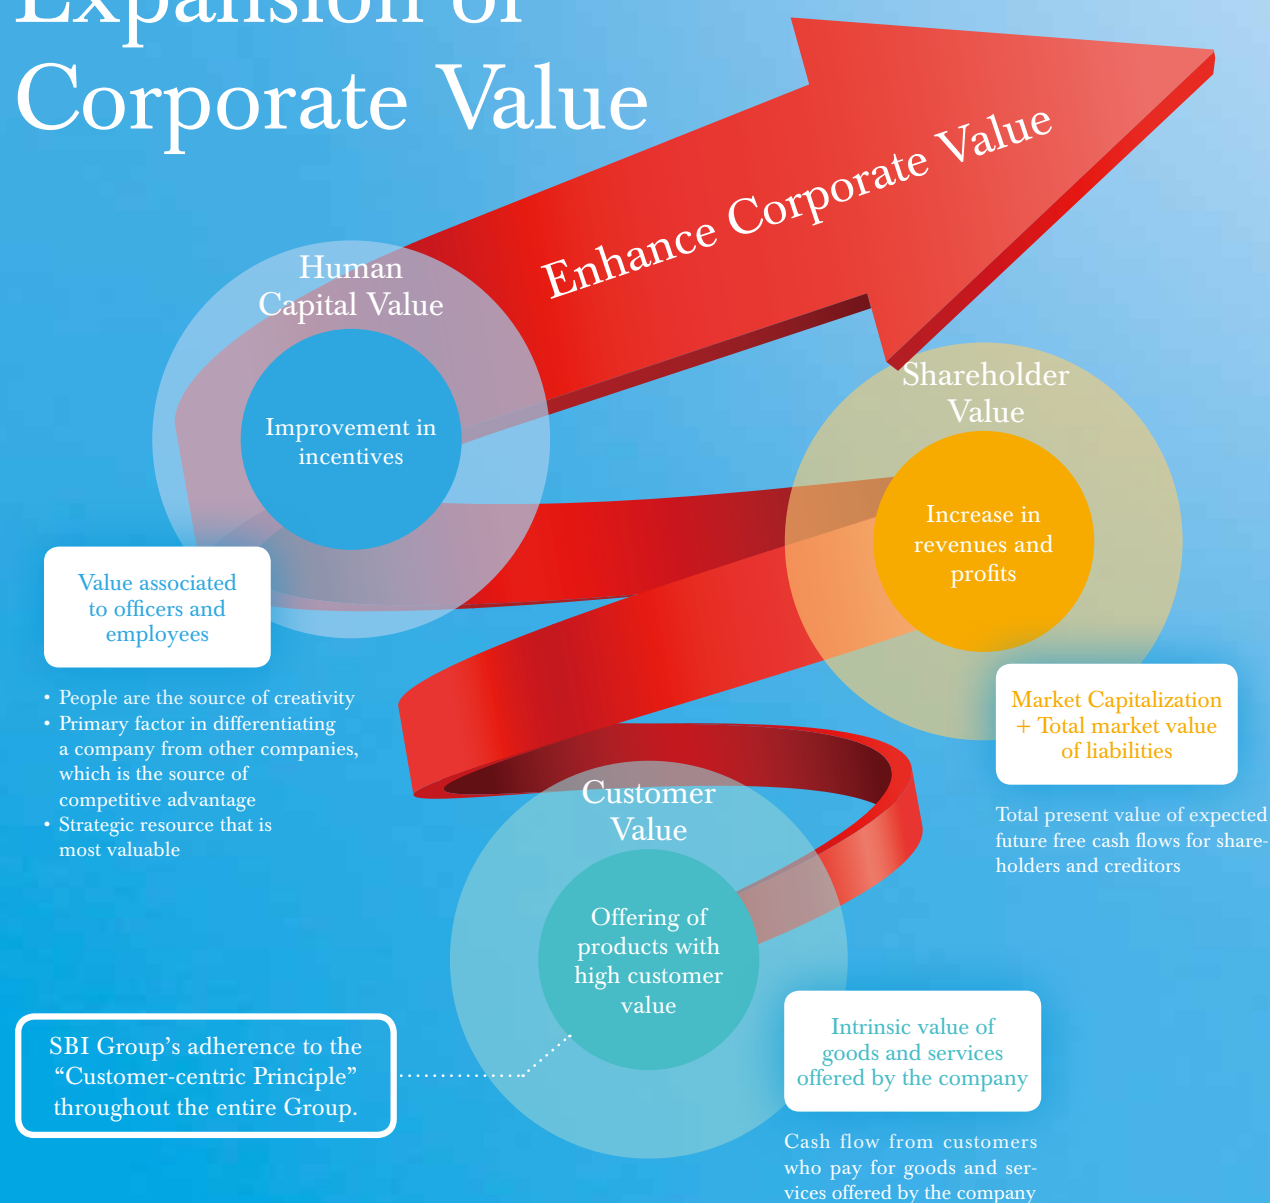 Expansion of
Corporate Value
Enhance Corporate Value
Human
Capital Value
Improvement in
incentives
Value associated
to officers and
employees
• People are the source of creativity
• Primary factor in differentiating
a company from other companies,
which is the source of
competitive advantage
• Strategic resource that is
most valuable
Shareholder
Value
Increase in
revenues and
profits
Market Capitalization
+ Total market value
of liabilities
Total present value of expected
future free cash flows for share-
holders and creditors
Customer
Value
Offering of
products with
high customer
value
SBI Group's adherence to the
“Customer-centric Principle”
throughout the entire Group.
Intrinsic value of
goods and services
offered by the company
Cash flow from customers
who pay for goods and ser-
vices offered by the company